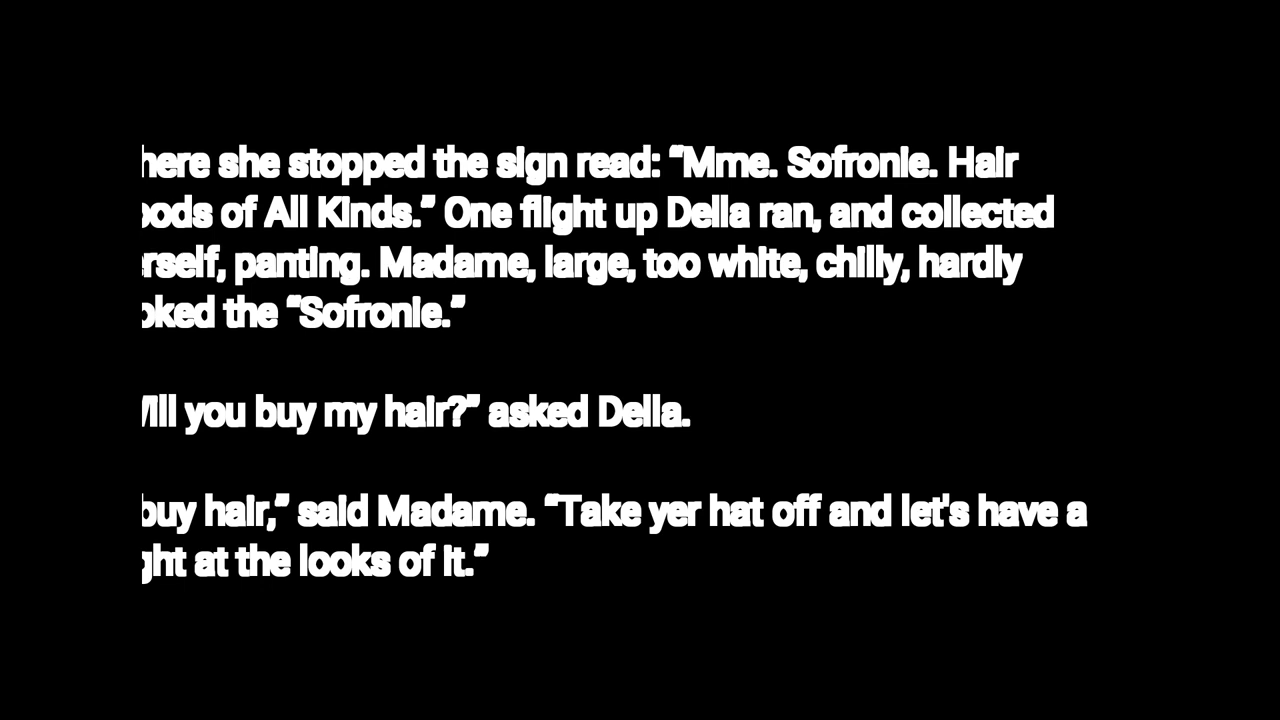 here she stopped the sign read: “Mme. Sofronie. Hair
oods of All Kinds.” One flight up Della ran, and collected
rself, panting. Madame, large, too white, chilly, hardly
oked the “Sofronie.”
ill you buy my hair?” asked Della.
buy hair,” said Madame. “Take yer hat off and let's have a
ght at the looks of it.”